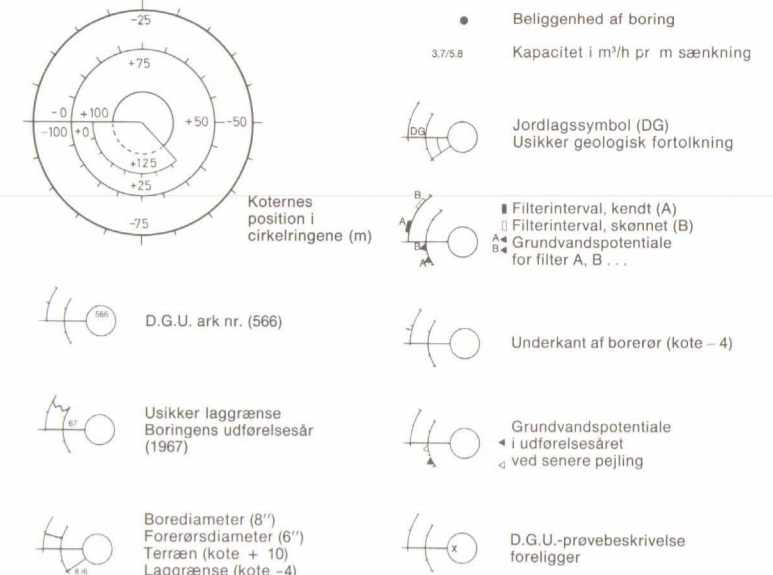 -25
+75
-0 +100
-100 +0
+50 -50
+125
+25
-75
Koternes
position i
cirkelringene (m)
566
D.G.U. ark nr. (566)
67
Usikker laggrænse
Boringens udførelsesår
(1967)
8/6
Borediameter (8'')
Forerørsdiameter (6'')
Terræn (kote + 10)
Laggrænse (kote -4)
Beliggenhed af boring
3.7/5.8
Kapacitet i m³/h pr m sænkning
DG
Jordlagssymbol (DG)
Usikker geologisk fortolkning
B
A
B
A
Filterinterval, kendt (A)
Filterinterval, skønnet (B)
A
B
Grundvandspotentiale
for filter A, B . . .
Underkant af borerør (kote – 4)
Grundvandspotentiale
i udførelsesåret
ved senere pejling
x
D.G.U.-prøvebeskrivelse
foreligger